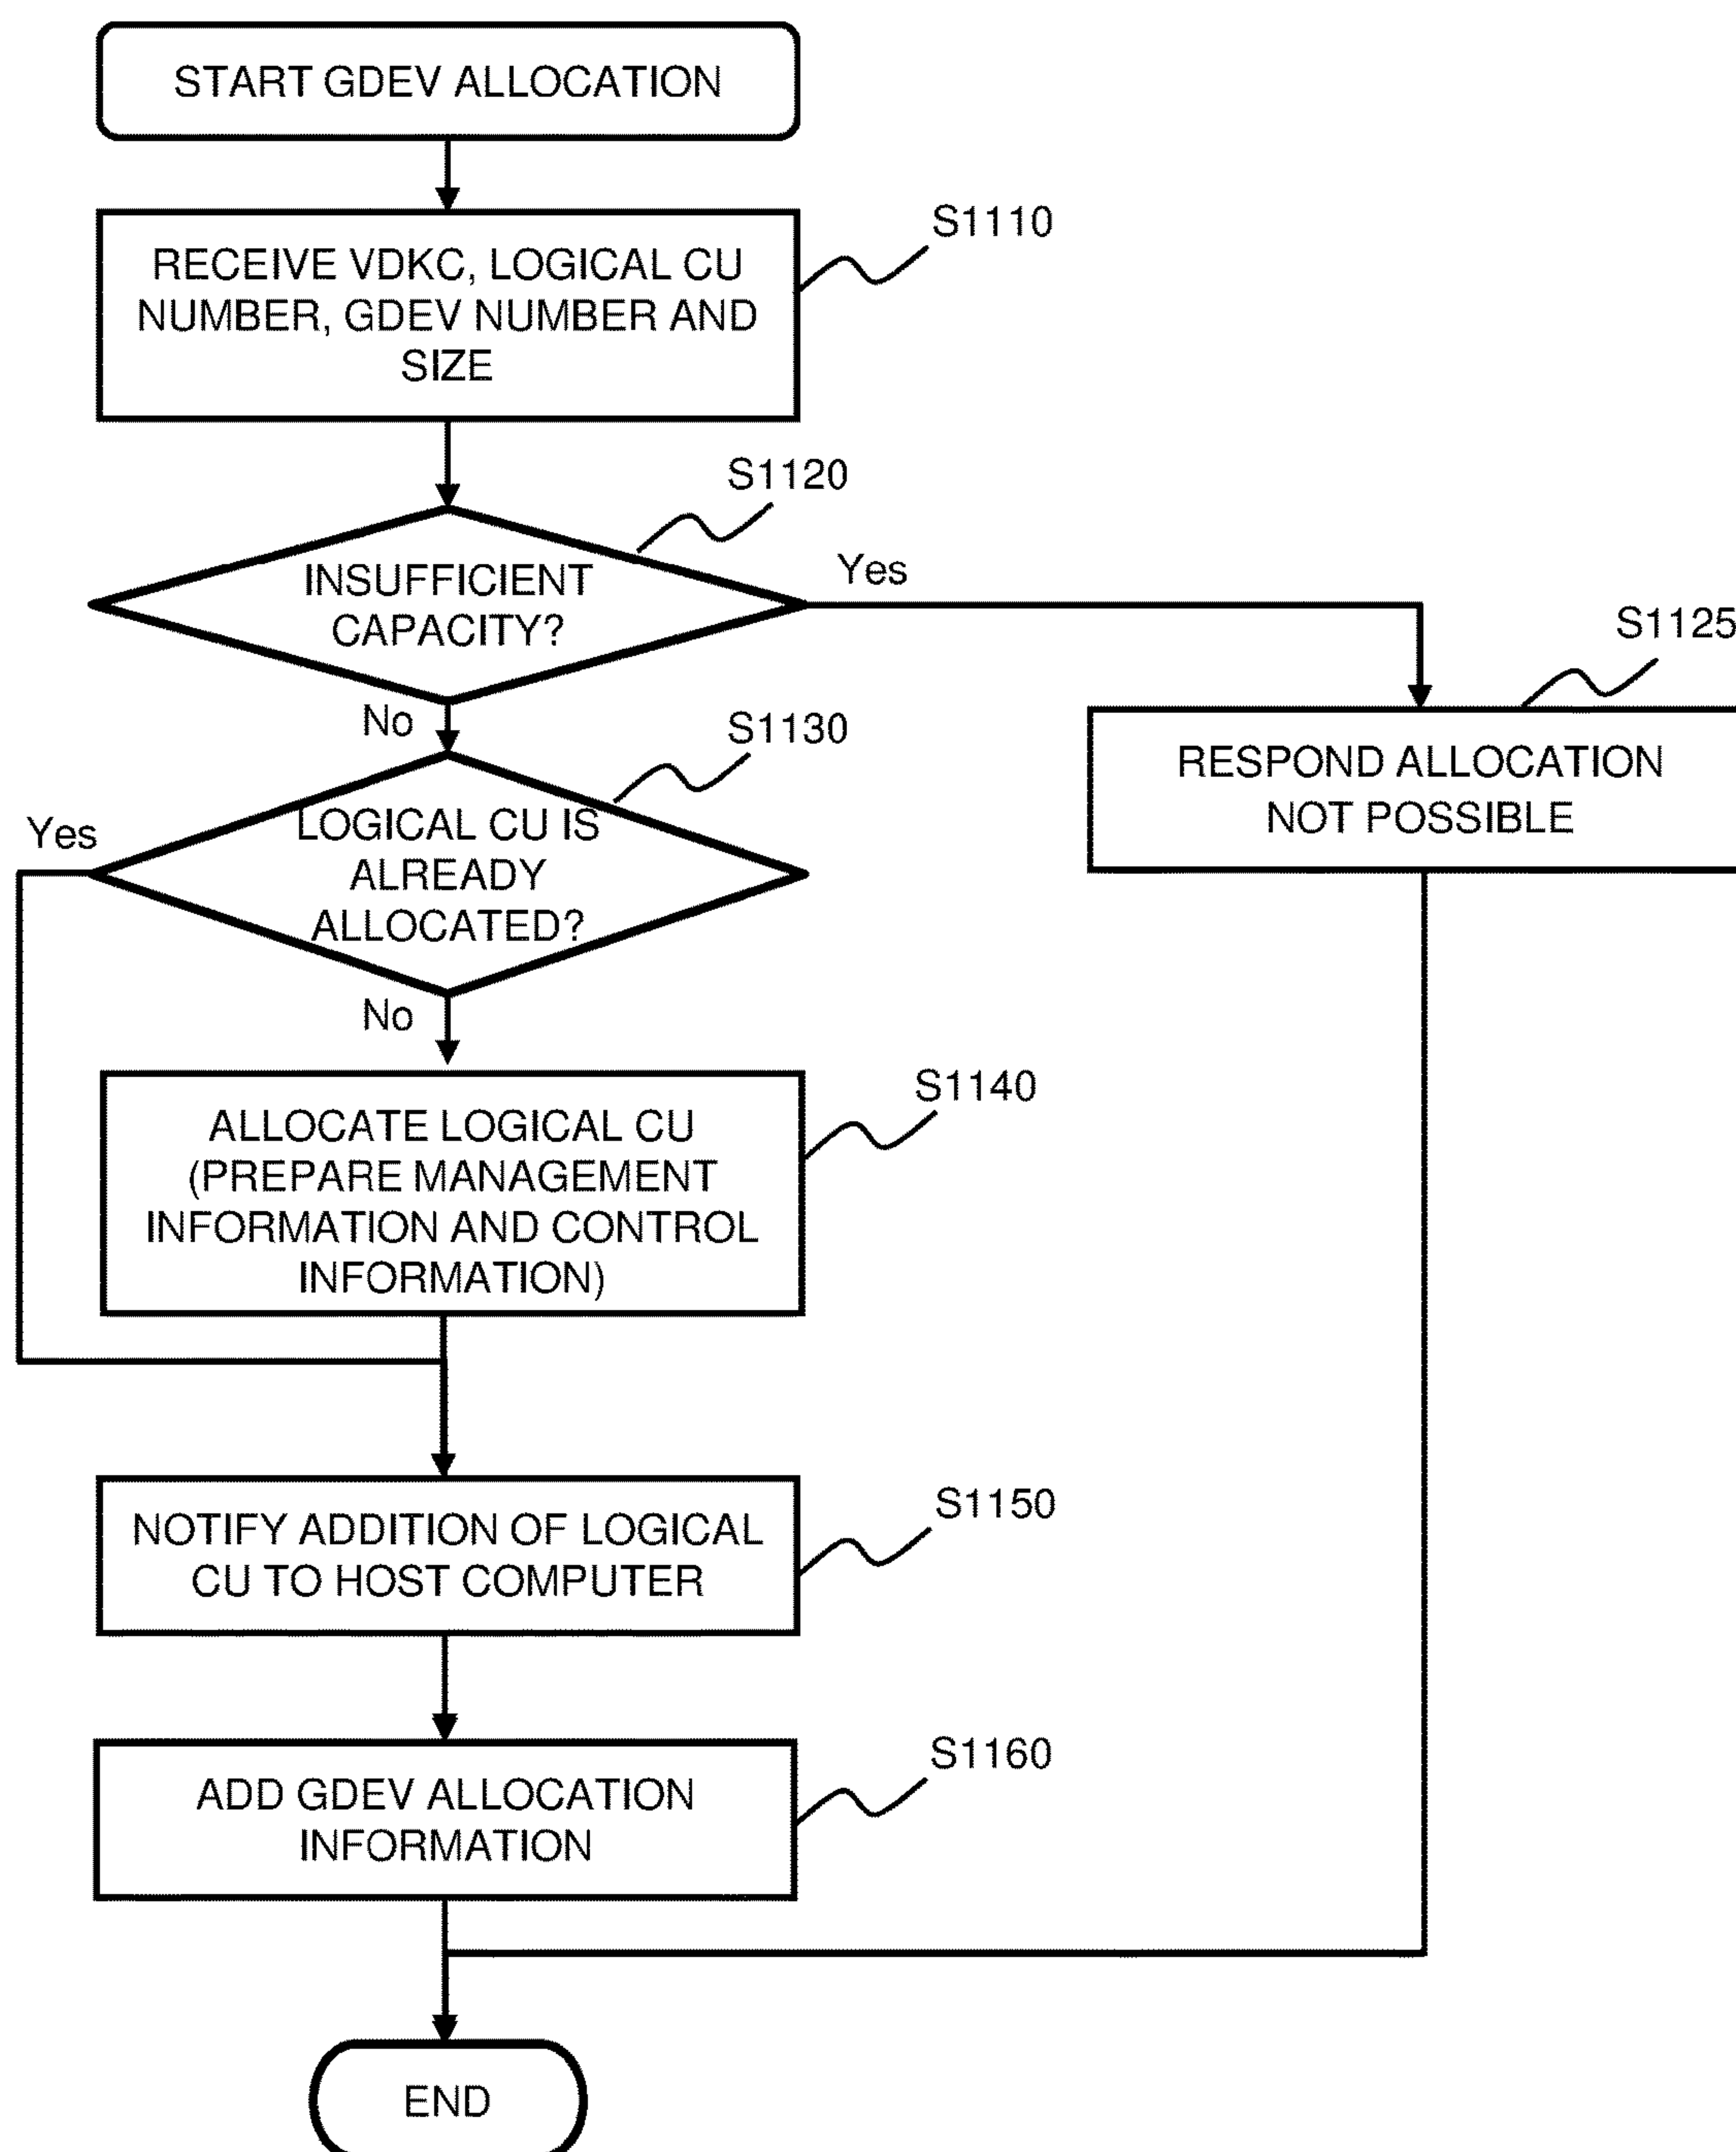 START GDEV ALLOCATION
S1110
RECEIVE VDKC, LOGICAL CU
NUMBER, GDEV NUMBER AND
SIZE
S1120
INSUFFICIENT
CAPACITY?
Yes
S1125
RESPOND ALLOCATION
NOT POSSIBLE
No
S1130
LOGICAL CU IS
ALREADY
ALLOCATED?
Yes
No
S1140
ALLOCATE LOGICAL CU
(PREPARE MANAGEMENT
INFORMATION AND CONTROL
INFORMATION)
S1150
NOTIFY ADDITION OF LOGICAL
CU TO HOST COMPUTER
S1160
ADD GDEV ALLOCATION
INFORMATION
END